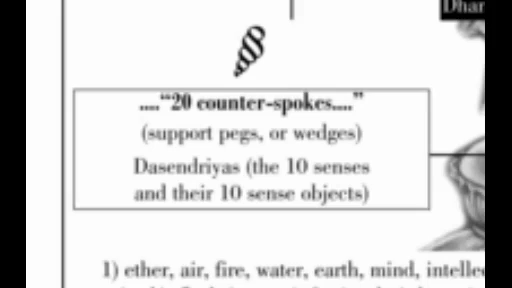 Dhar
...."20 counter-spokes...."
(support pegs, or wedges)
Dasendriyas (the 10 senses
and their 10 sense objects)
1) ether, air, fire, water, earth, mind, intelle